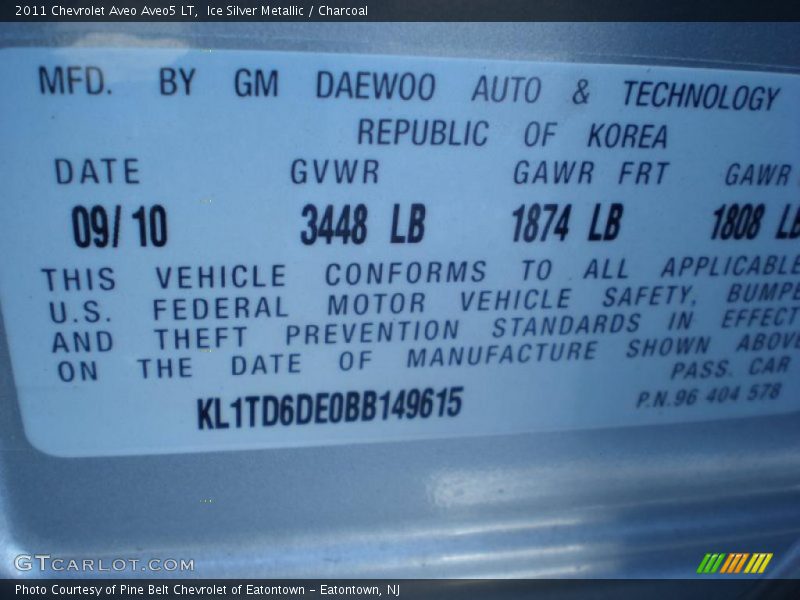 2011 Chevrolet Aveo Aveo5 LT, Ice Silver Metallic / Charcoal
MFD. BY GM DAEWOO AUTO & TECHNOLOGY
REPUBLIC OF KOREA
DATE GVWR GAWR FRT GAWR
09/10 3448 LB 1874 LB 1808 LB
THIS VEHICLE CONFORMS TO ALL APPLICABLE
U.S. FEDERAL MOTOR VEHICLE SAFETY, BUMPE
AND THEFT PREVENTION STANDARDS IN EFFECT
ON THE DATE OF MANUFACTURE SHOWN ABOVE
PASS. CAR
KL1TD6DE0BB149615 P.N.96 404 578
GTCARLOT.COM
Photo Courtesy of Pine Belt Chevrolet of Eatontown - Eatontown, NJ